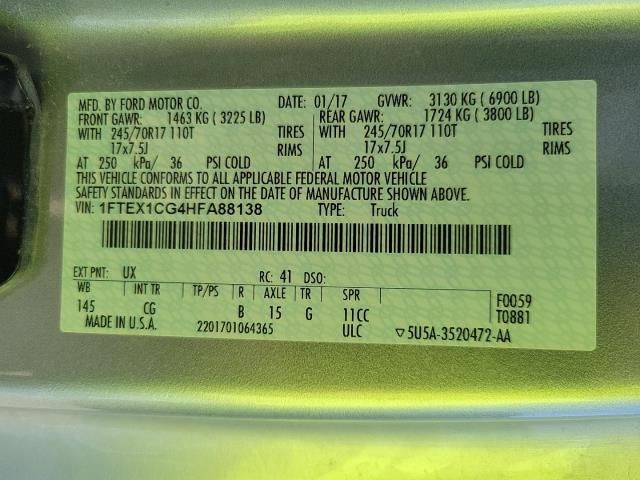 MFD. BY FORD MOTOR CO. DATE: 01/17 GVWR: 3130 KG ( 6900 LB)
FRONT GAWR: 1463 KG ( 3225 LB) REAR GAWR: 1724 KG ( 3800 LB)
WITH 245/70R17 110T TIRES WITH 245/70R17 110T TIRES
17x7.5J RIMS 17x7.5J RIMS
AT 250 kPa/ 36 PSI COLD AT 250 kPa/ 36 PSI COLD
THIS VEHICLE CONFORMS TO ALL APPLICABLE FEDERAL MOTOR VEHICLE
SAFETY STANDARDS IN EFFECT ON THE DATE OF MANUFACTURE SHOWN ABOVE.
VIN: 1FTEX1CG4HFA88138 TYPE: Truck
EXT PNT: UX RC: 41 DSO:
WB INT TR TP/PS R AXLE TR SPR F0059
145 CG B 15 G 11CC T0881
MADE IN U.S.A. 2201701064365 ULC ▽5U5A-3520472-AA